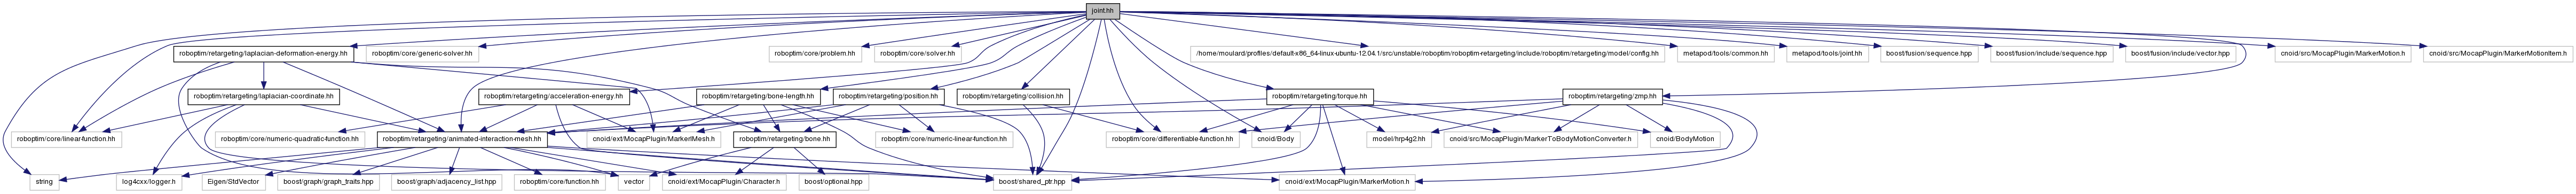 joint.hh
roboptim/retargeting/laplacian-deformation-energy.hh
roboptim/core/generic-solver.hh
roboptim/core/problem.hh
roboptim/core/solver.hh
/home/moulard/profiles/default-x86_64-linux-ubuntu-12.04.1/src/unstable/roboptim/roboptim-retargeting/include/roboptim/retargeting/model/config.hh
metapod/tools/common.hh
metapod/tools/joint.hh
boost/fusion/sequence.hpp
boost/fusion/include/sequence.hpp
boost/fusion/include/vector.hpp
cnoid/src/MocapPlugin/MarkerMotion.h
cnoid/src/MocapPlugin/MarkerMotionItem.h
roboptim/retargeting/laplacian-coordinate.hh
roboptim/retargeting/acceleration-energy.hh
roboptim/retargeting/bone-length.hh
roboptim/retargeting/position.hh
roboptim/retargeting/collision.hh
roboptim/retargeting/torque.hh
roboptim/retargeting/zmp.hh
roboptim/core/linear-function.hh
roboptim/core/numeric-quadratic-function.hh
roboptim/retargeting/animated-interaction-mesh.hh
cnoid/ext/MocapPlugin/MarkerMesh.h
roboptim/retargeting/bone.hh
roboptim/core/numeric-linear-function.hh
roboptim/core/differentiable-function.hh
cnoid/Body
model/hrp4g2.hh
cnoid/src/MocapPlugin/MarkerToBodyMotionConverter.h
cnoid/BodyMotion
string
log4cxx/logger.h
Eigen/StdVector
boost/graph/graph_traits.hpp
boost/graph/adjacency_list.hpp
roboptim/core/function.hh
vector
cnoid/ext/MocapPlugin/Character.h
boost/optional.hpp
boost/shared_ptr.hpp
cnoid/ext/MocapPlugin/MarkerMotion.h